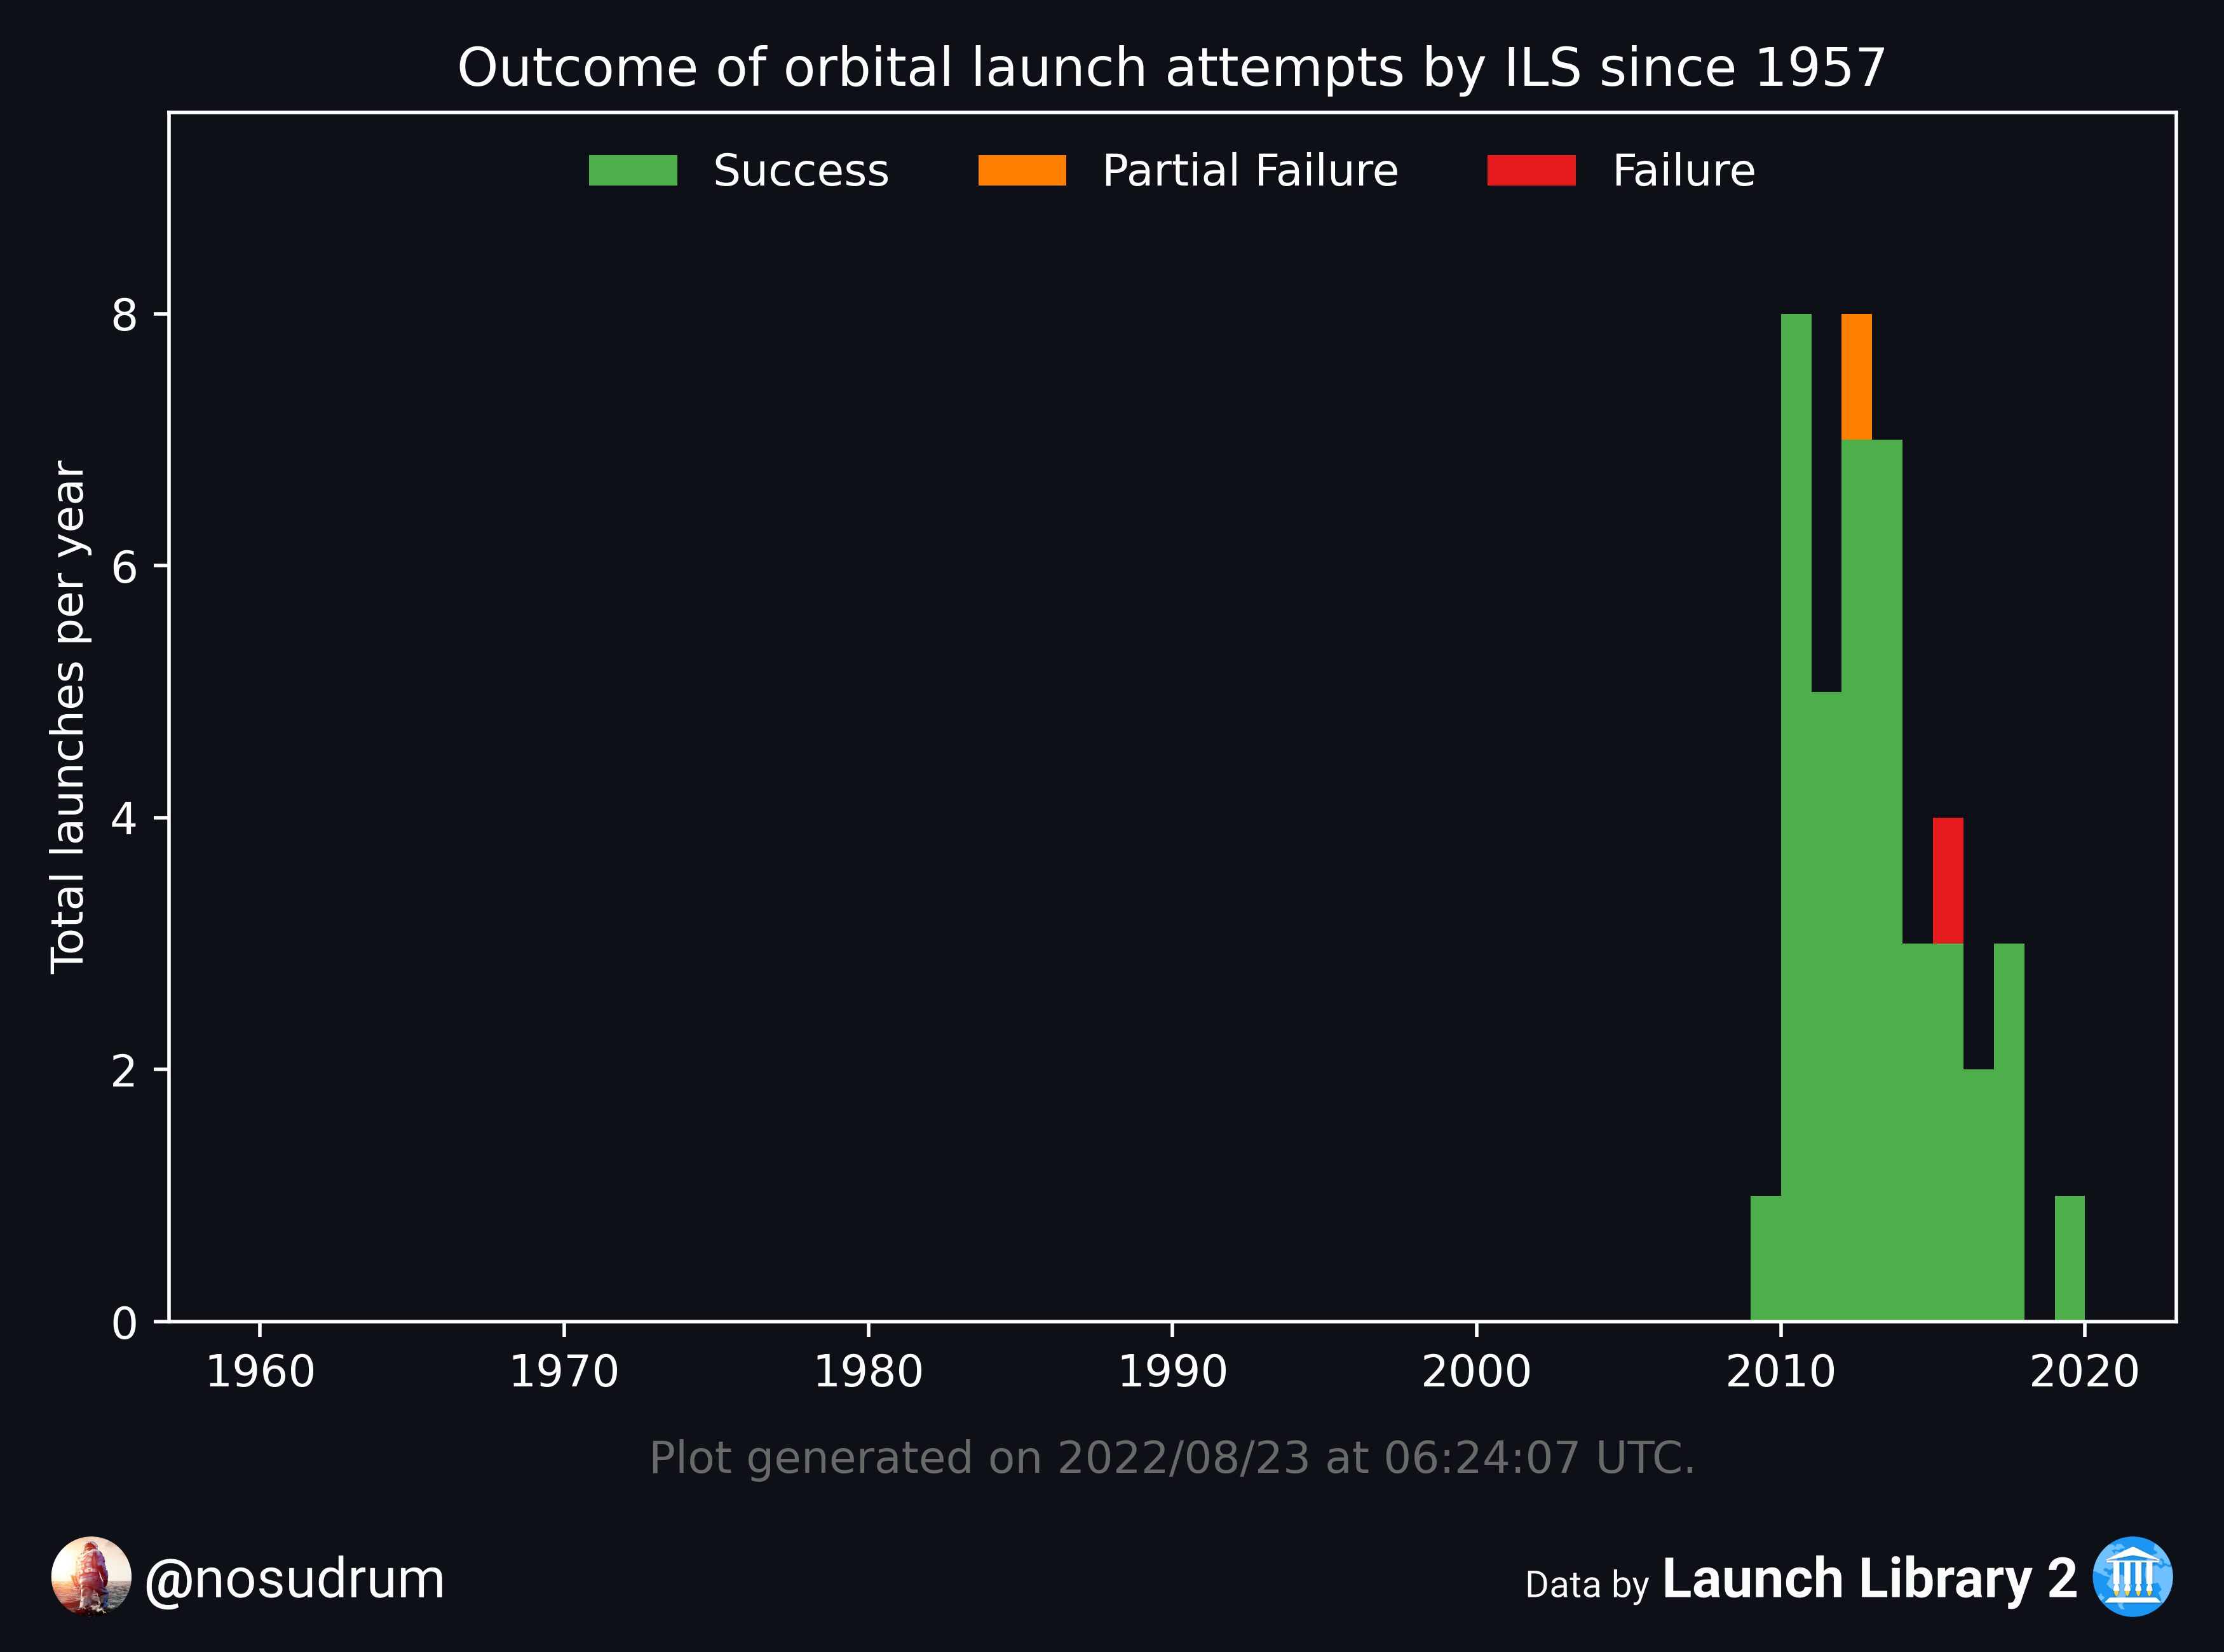 Outcome of orbital launch attempts by ILS since 1957
Success Partial Failure Failure
Total launches per year
8
6
4
2
0
1960 1970 1980 1990 2000 2010 2020
Plot generated on 2022/08/23 at 06:24:07 UTC.
@nosudrum
Data by Launch Library 2